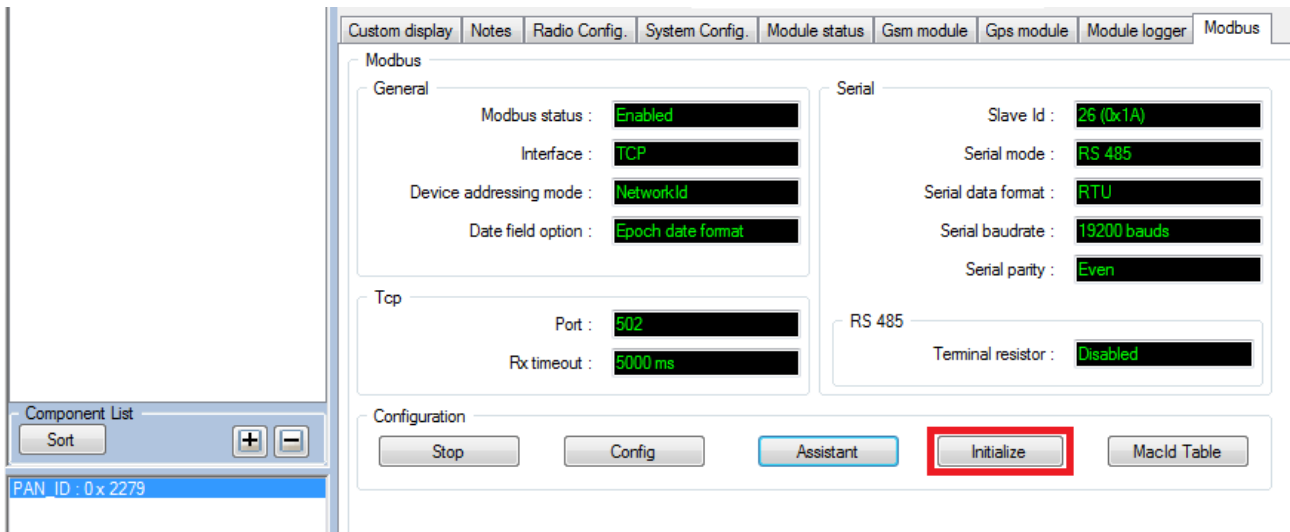 Custom display Notes Radio Config. System Config. Module status Gsm module Gps module Module logger Modbus
Modbus
General
Modbus status : Enabled
Interface : TCP
Device addressing mode : NetworkId
Date field option : Epoch date format
Serial
Slave Id : 26 (0x1A)
Serial mode : RS 485
Serial data format : RTU
Serial baudrate : 19200 bauds
Serial parity : Even
Tcp
Port : 502
Rx timeout : 5000 ms
RS 485
Terminal resistor : Disabled
Configuration
Stop Config Assistant Initialize MacId Table
Component List
Sort + -
PAN_ID : 0 x 2279